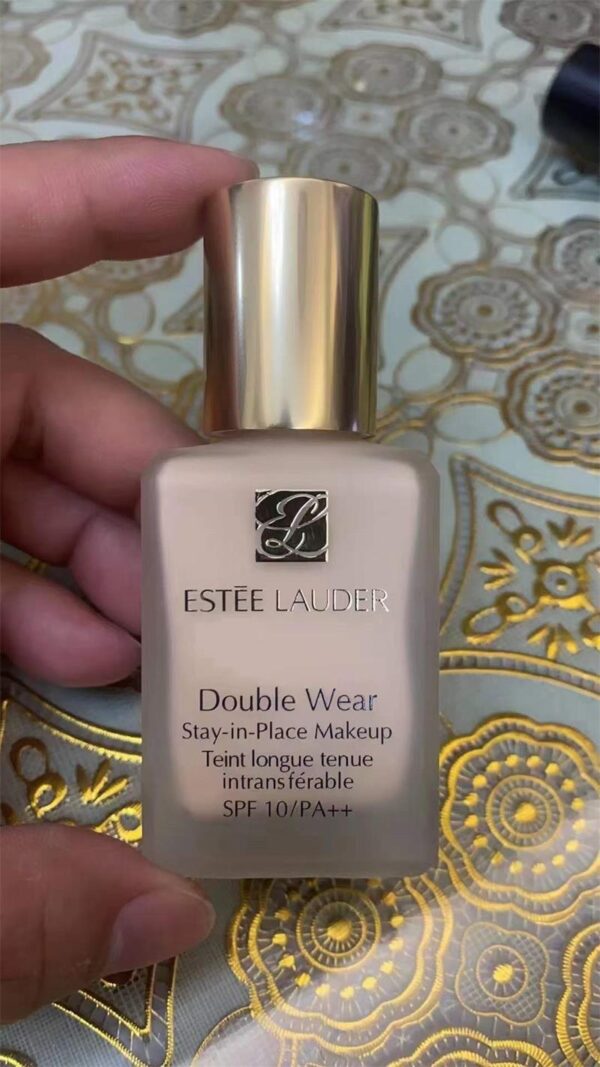 ESTĒE LAUDER
Double Wear
Stay-in-Place Makeup
Teint longue tenue
intransférable
SPF 10/PA++